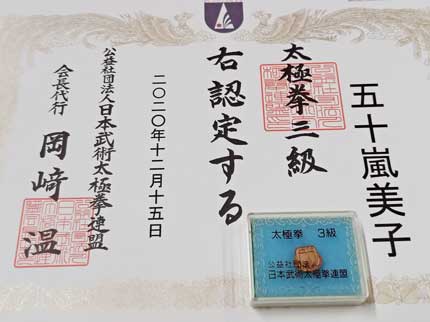 五十嵐美子
太極拳三級
右認定する
二〇二〇年十二月十五日
公益社団法人日本武術太極拳連盟
会長代行 岡﨑温
太極拳 3級
公益社団法人
日本武術太極拳連盟